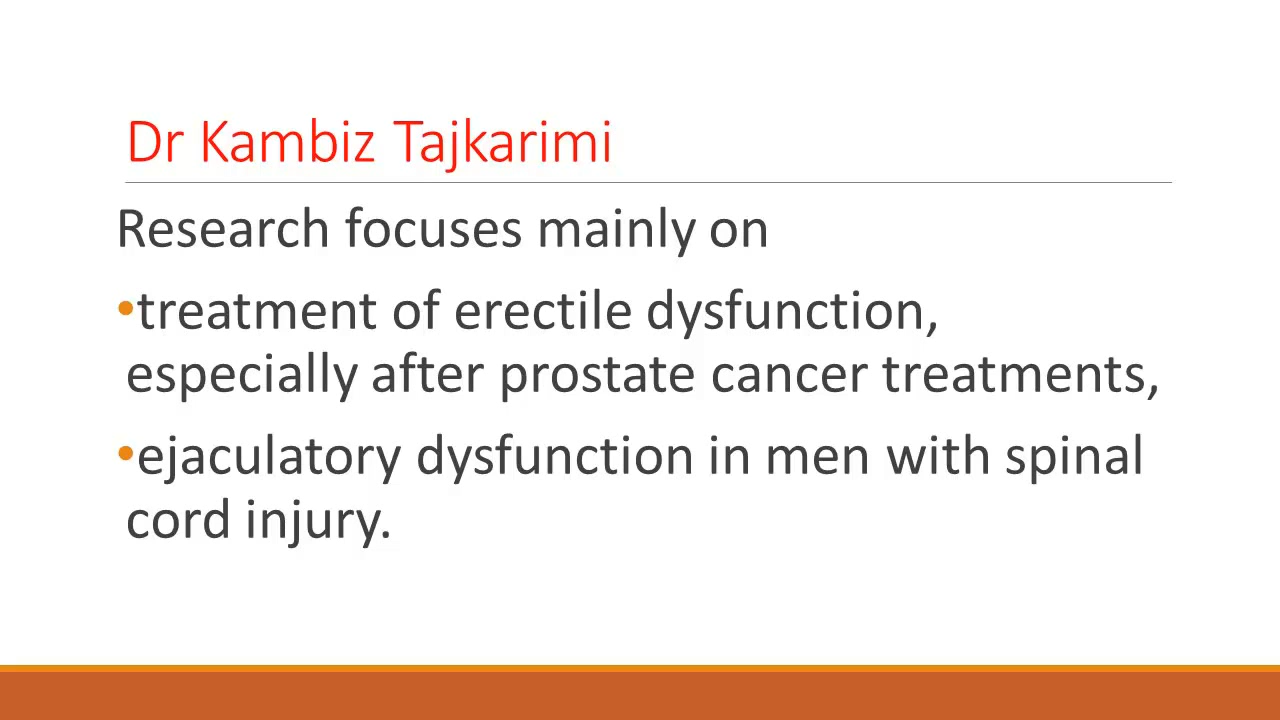 Dr Kambiz Tajkarimi
Research focuses mainly on
•treatment of erectile dysfunction,
especially after prostate cancer treatments,
•ejaculatory dysfunction in men with spinal
cord injury.